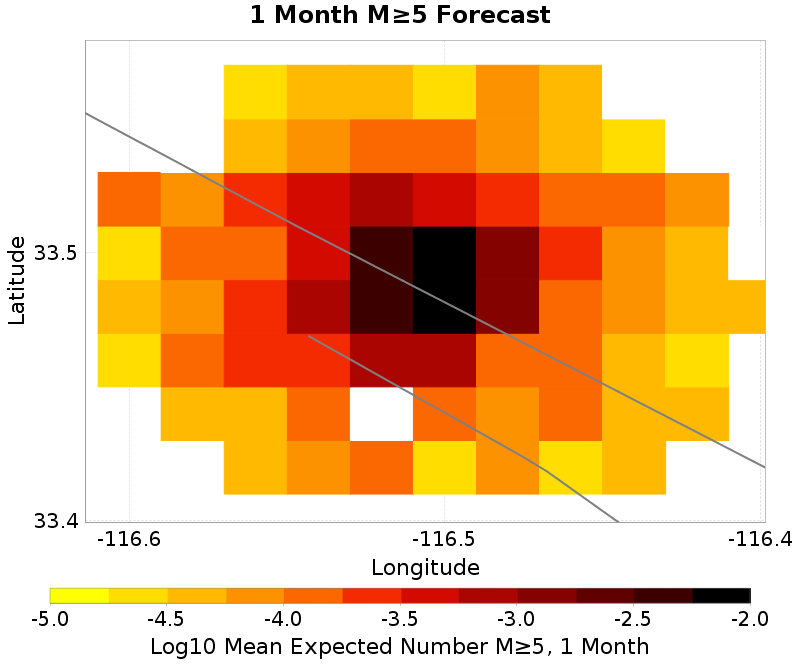 1 Month M≥5 Forecast
Latitude
33.5
33.4
-116.6 -116.5 -116.4
Longitude
-5.0 -4.5 -4.0 -3.5 -3.0 -2.5 -2.0
Log10 Mean Expected Number M≥5, 1 Month